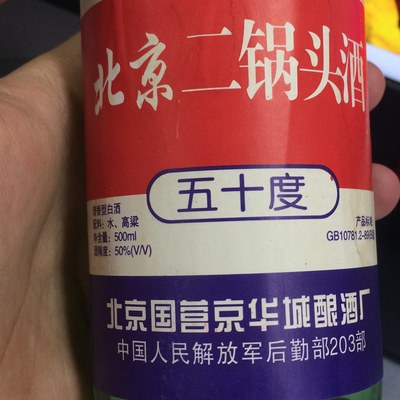 北京二锅头酒
五十度
清香型白酒
配料：水、高粱
净含量：500ml
酒精度：50%(V/V)
产品标准
GB10781.2-89
北京国营京华城酿酒厂
中国人民解放军后勤部203部